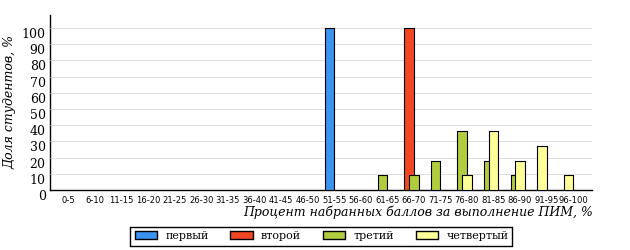 Доля студентов, %
100
90
80
70
60
50
40
30
20
10
0
0-5 6-10 11-15 16-20 21-25 26-30 31-35 36-40 41-45 46-50 51-55 56-60 61-65 66-70 71-75 76-80 81-85 86-90 91-95 96-100
Процент набранных баллов за выполнение ПИМ, %
первый второй третий четвертый